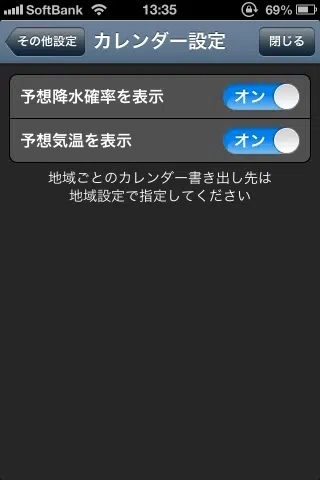 SoftBank 13:35 69%
その他設定 カレンダー設定 閉じる
予想降水確率を表示 オン
予想気温を表示 オン
地域ごとのカレンダー書き出し先は
地域設定で指定してください